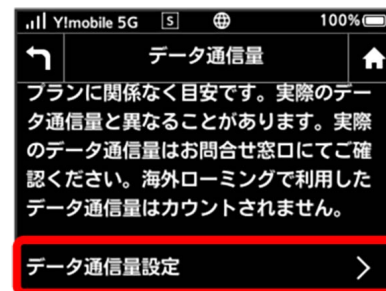 Y!mobile 5G S 100%
データ通信量
プランに関係なく目安です。実際のデー
タ通信量と異なることがあります。実際
のデータ通信量はお問合せ窓口にてご確
認ください。海外ローミングで利用した
データ通信量はカウントされません。
データ通信量設定